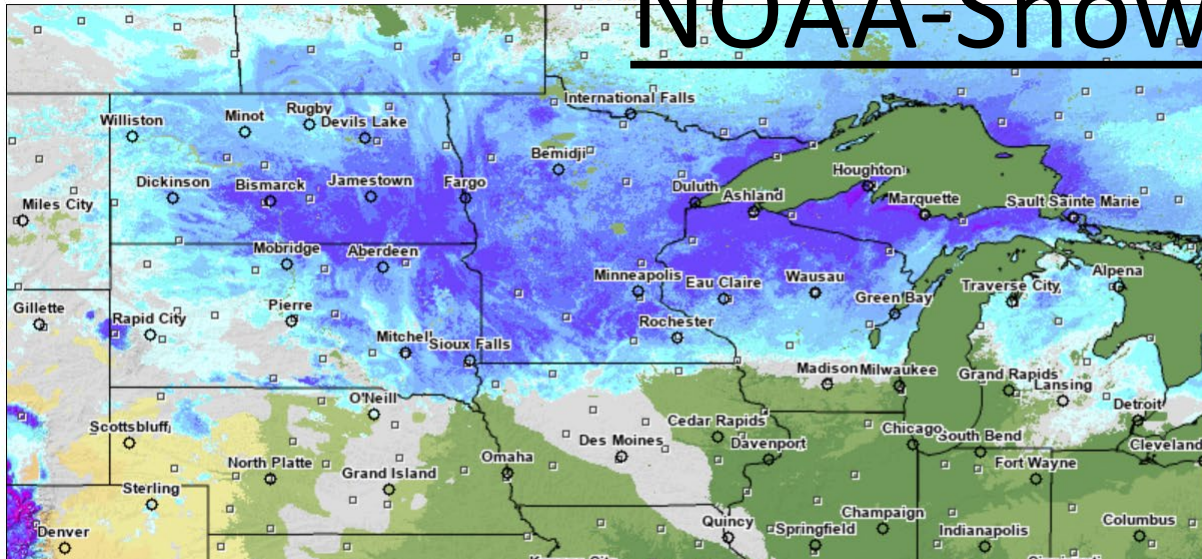 NOAA-Snow
International Falls
Williston
Minot
Rugby
Devils Lake
Bemidji
Dickinson
Bismarck
Jamestown
Fargo
Duluth
Ashland
Houghton
Marquette
Sault Sainte Marie
Miles City
Mobridge
Aberdeen
Minneapolis
Eau Claire
Wausau
Green Bay
Traverse City
Alpena
Gillette
Rapid City
Pierre
Mitchell
Sioux Falls
Rochester
Madison
Milwaukee
Grand Rapids
Lansing
Detroit
O'Neill
Scottsbluff
North Platte
Grand Island
Omaha
Des Moines
Cedar Rapids
Davenport
Chicago
South Bend
Fort Wayne
Cleveland
Sterling
Denver
Quincy
Springfield
Champaign
Indianapolis
Columbus